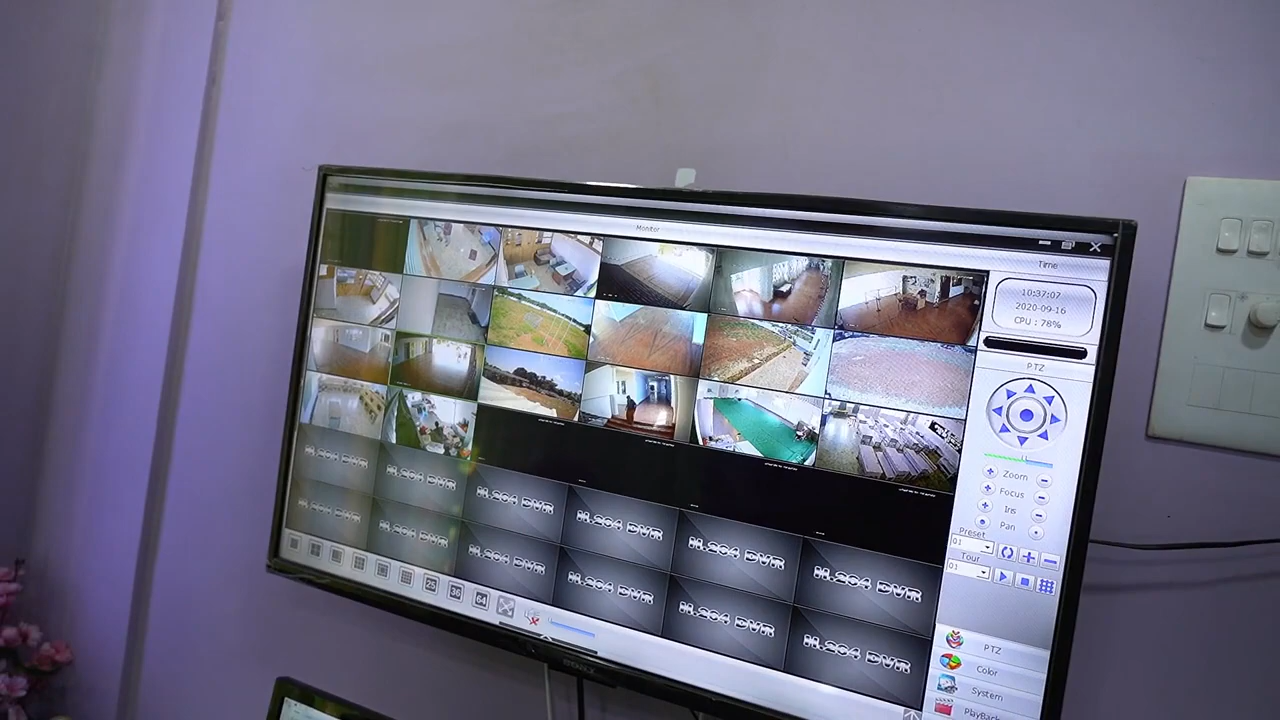 Monitor
Time
10:37:07
2020-09-16
CPU : 78%
PTZ
Zoom
Focus
Iris
Pan
Preset
01
Tour
01
H.264 DVR
H.264 DVR
H.264 DVR
H.264 DVR
H.264 DVR
H.264 DVR
H.264 DVR
H.264 DVR
H.264 DVR
H.264 DVR
H.264 DVR
H.264 DVR
25
36
64
PTZ
Color
System
PlayBack